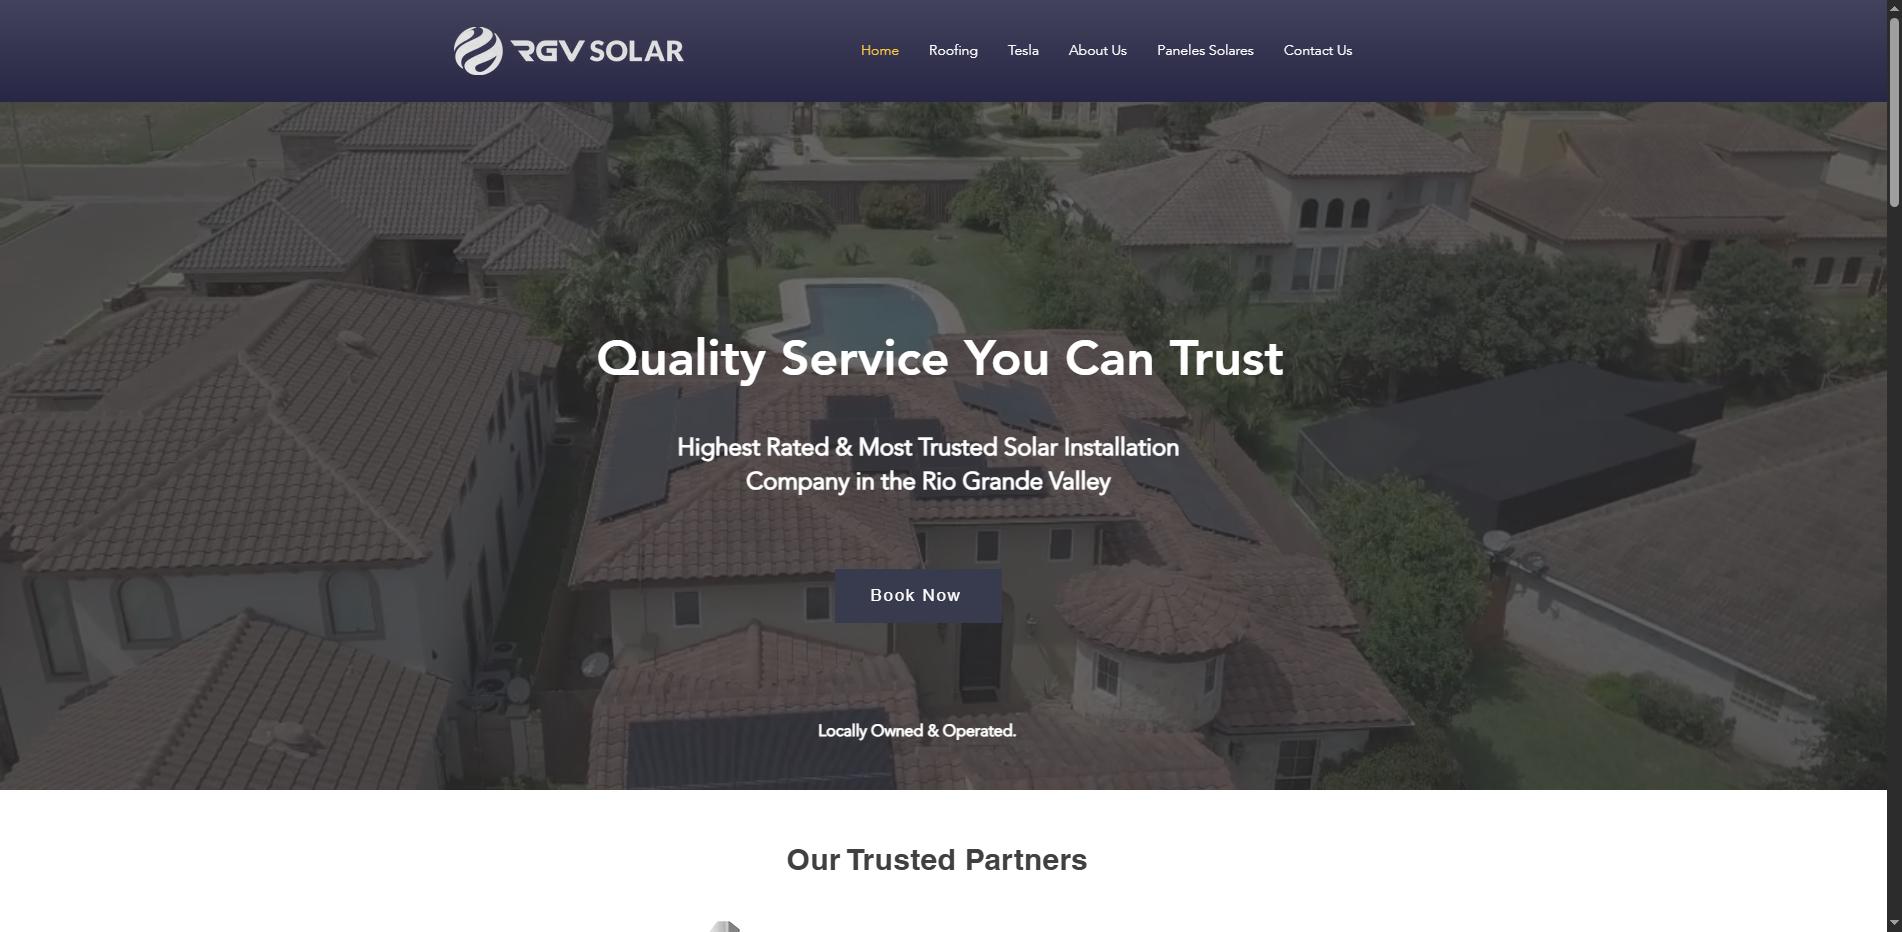 RGV SOLAR
Home Roofing Tesla About Us Paneles Solares Contact Us
Quality Service You Can Trust
Highest Rated & Most Trusted Solar Installation
Company in the Rio Grande Valley
Book Now
Locally Owned & Operated.
Our Trusted Partners